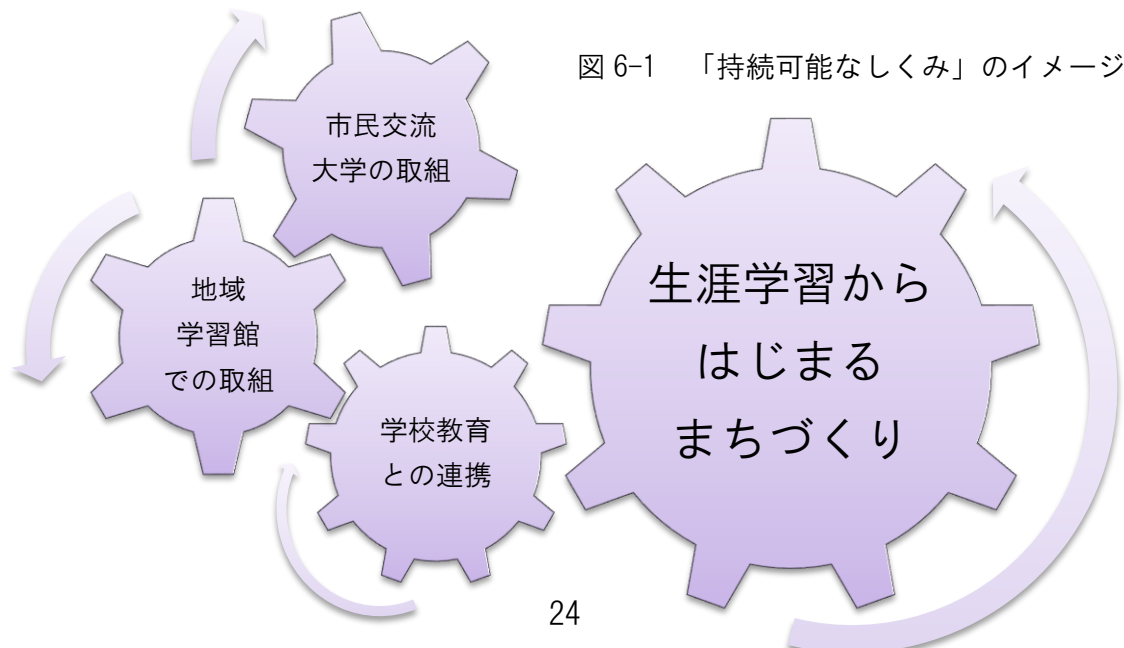 図 6-1　「持続可能なしくみ」のイメージ
市民交流
大学の取組
地域
学習館
での取組
学校教育
との連携
生涯学習から
はじまる
まちづくり
24